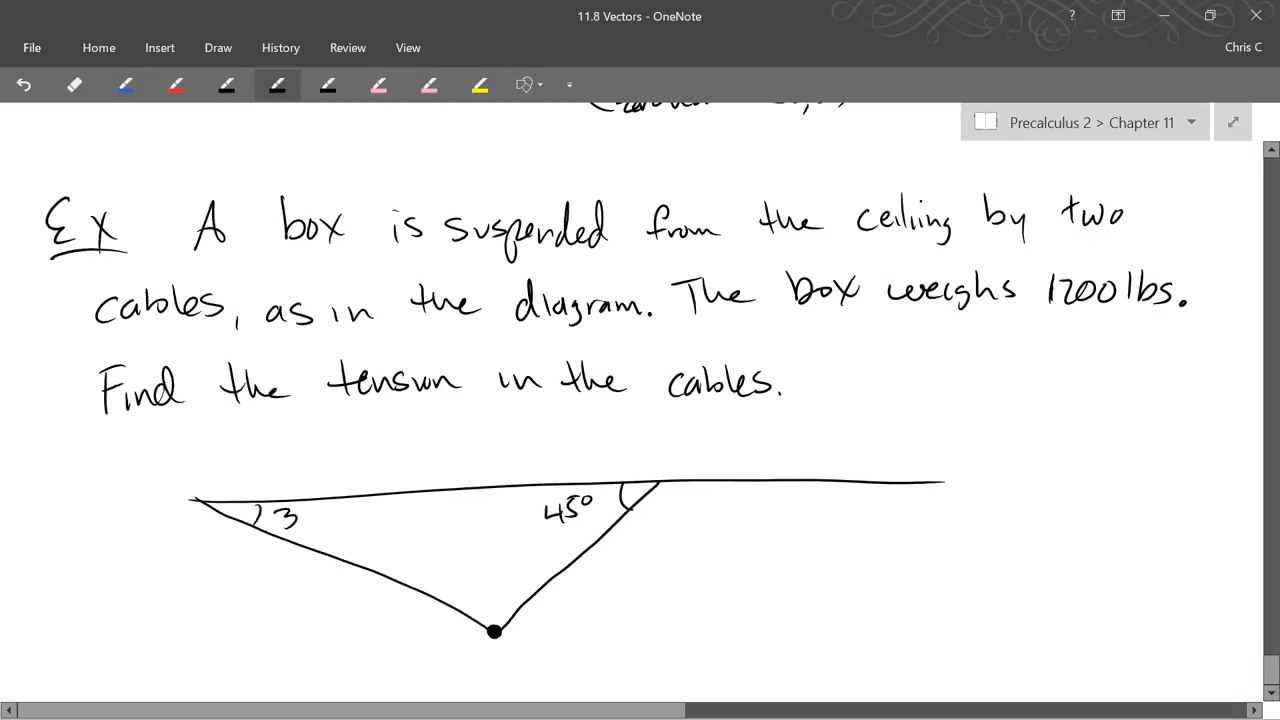 11.8 Vectors - OneNote
File Home Insert Draw History Review View
Chris C
Precalculus 2 > Chapter 11
Ex A box is suspended from the ceiling by two
cables, as in the diagram. The box weighs 1200 lbs.
Find the tension in the cables.
3
45°